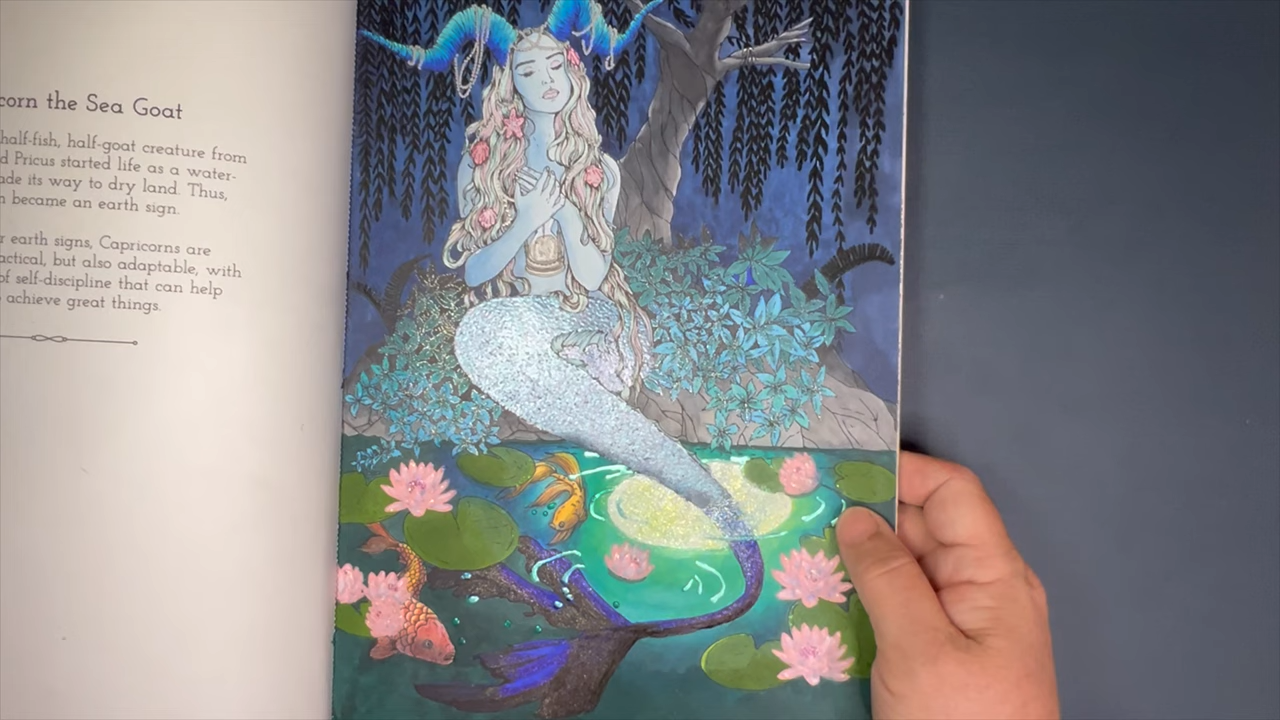 corn the Sea Goat
half-fish, half-goat creature from
d Pricus started life as a water-
ade its way to dry land. Thus,
n became an earth sign.
r earth signs, Capricorns are
actical, but also adaptable, with
of self-discipline that can help
achieve great things.